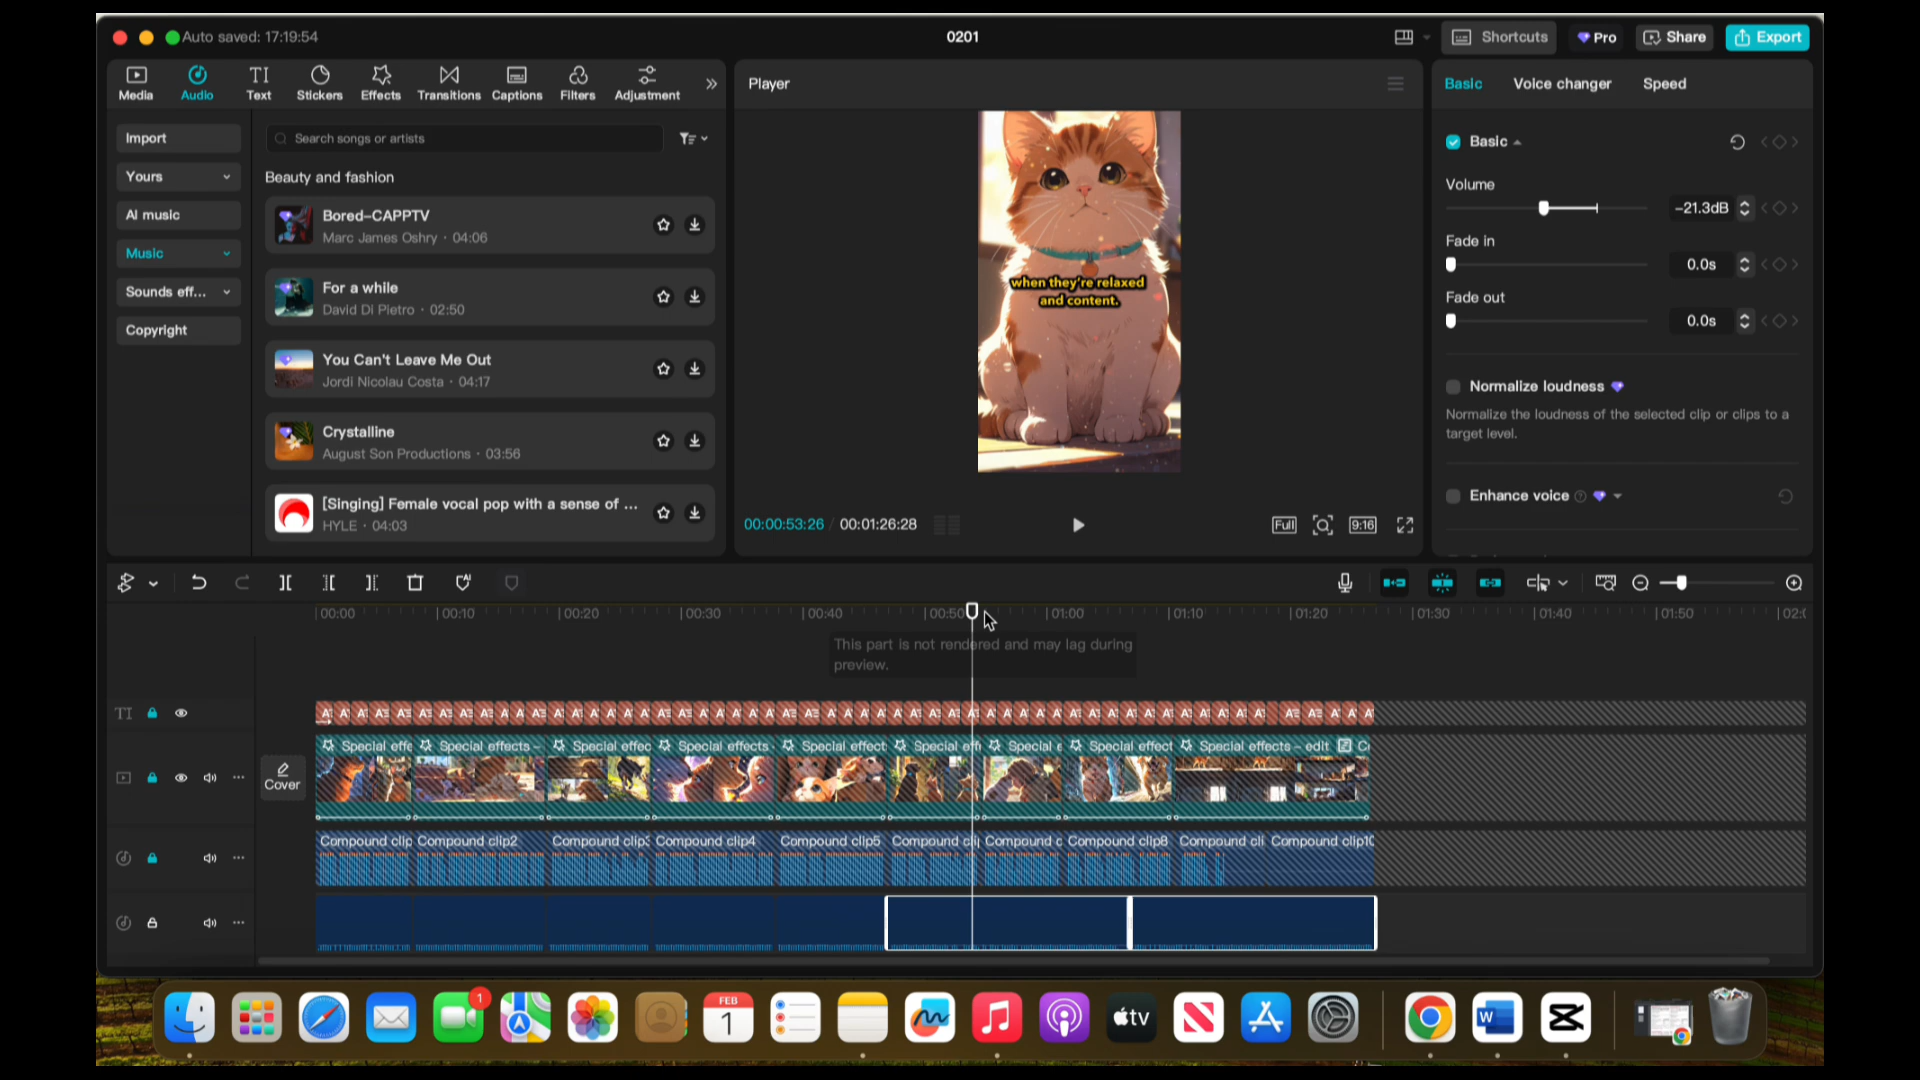 Auto saved: 17:19:54
0201
Shortcuts
Pro
Share
Export
Media
Audio
TI
Text
Stickers
Effects
Transitions
Captions
Filters
Adjustment
Player
Basic
Voice changer
Speed
Import
Yours
AI music
Music
Sounds eff...
Copyright
Search songs or artists
Beauty and fashion
Bored-CAPPTV
Marc James Oshry · 04:06
For a while
David Di Pietro · 02:50
You Can't Leave Me Out
Jordi Nicolau Costa · 04:17
Crystalline
August Son Productions · 03:56
[Singing] Female vocal pop with a sense of ...
HYLE · 04:03
when they're relaxed
and content.
00:00:53:26 / 00:01:26:28
Full
9:16
Basic
Volume
-21.3dB
Fade in
0.0s
Fade out
0.0s
Normalize loudness
Normalize the loudness of the selected clip or clips to a
target level.
Enhance voice
00:00
00:10
00:20
00:30
00:40
00:50
01:00
01:10
01:20
01:30
01:40
01:50
02:0
This part is not rendered and may lag during
preview.
TI
Cover
Special effe
Special effects -
Special effec
Special effects
Special effect
Special eff
Special e
Special effect
Special effects - edit
C
Compound clip
Compound clip2
Compound clip3
Compound clip4
Compound clip5
Compound cli
Compound c
Compound clip8
Compound cli
Compound clip10
1
FEB
1
tv
W